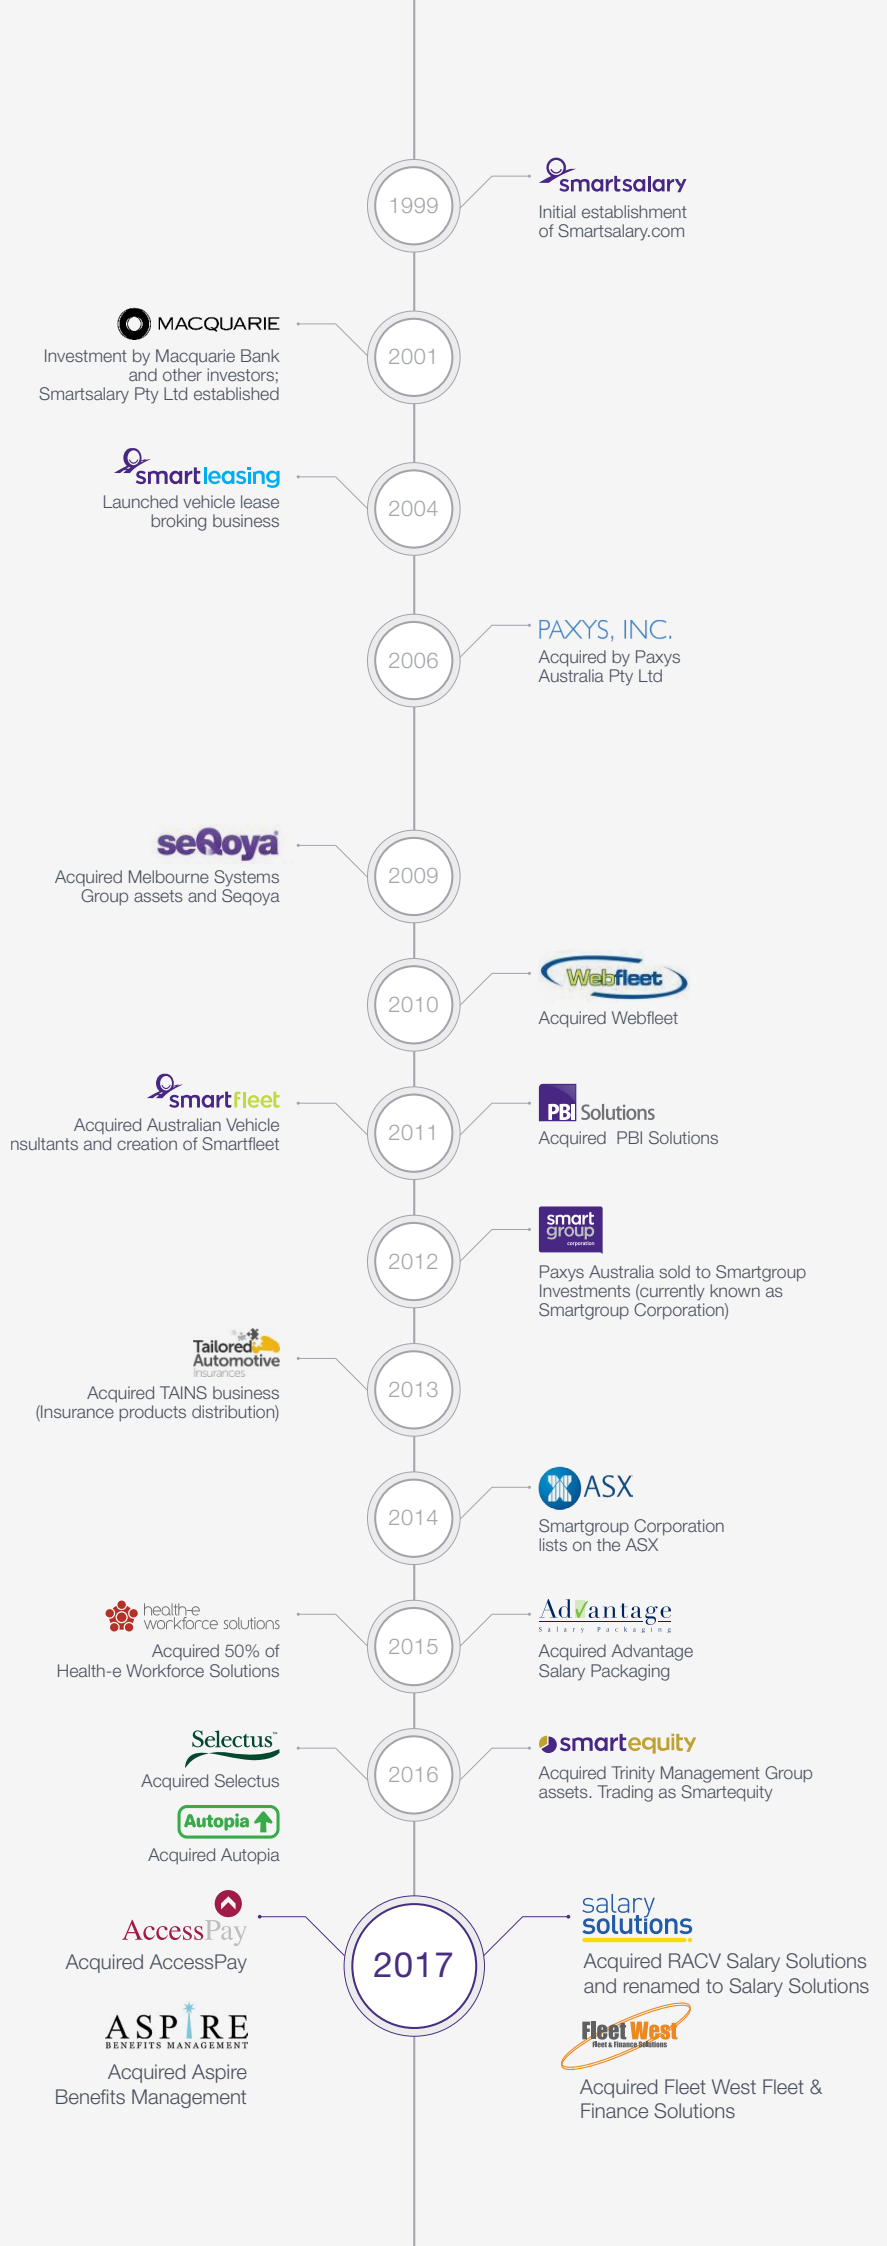 1999
smartsalary
Initial establishment
of Smartsalary.com
MACQUARIE
Investment by Macquarie Bank
and other investors;
Smartsalary Pty Ltd established
2001
smartleasing
Launched vehicle lease
broking business
2004
2006
PAXYS, INC.
Acquired by Paxys
Australia Pty Ltd
seQoya
Acquired Melbourne Systems
Group assets and Seqoya
2009
2010
Webfleet
Acquired Webfleet
smartfleet
Acquired Australian Vehicle
nsultants and creation of Smartfleet
2011
PBI Solutions
Acquired PBI Solutions
2012
smart
group
corporation
Paxys Australia sold to Smartgroup
Investments (currently known as
Smartgroup Corporation)
Tailored
Automotive
Insurances
Acquired TAINS business
(Insurance products distribution)
2013
2014
ASX
Smartgroup Corporation
lists on the ASX
health-e
workforce solutions
Acquired 50% of
Health-e Workforce Solutions
2015
Advantage
Salary Packaging
Acquired Advantage
Salary Packaging
Selectus™
Acquired Selectus
Autopia
Acquired Autopia
2016
smartequity
Acquired Trinity Management Group
assets. Trading as Smartequity
AccessPay
Acquired AccessPay
ASPIRE
BENEFITS MANAGEMENT
Acquired Aspire
Benefits Management
2017
salary
solutions
Acquired RACV Salary Solutions
and renamed to Salary Solutions
Fleet West
Fleet & Finance Solutions
Acquired Fleet West Fleet &
Finance Solutions